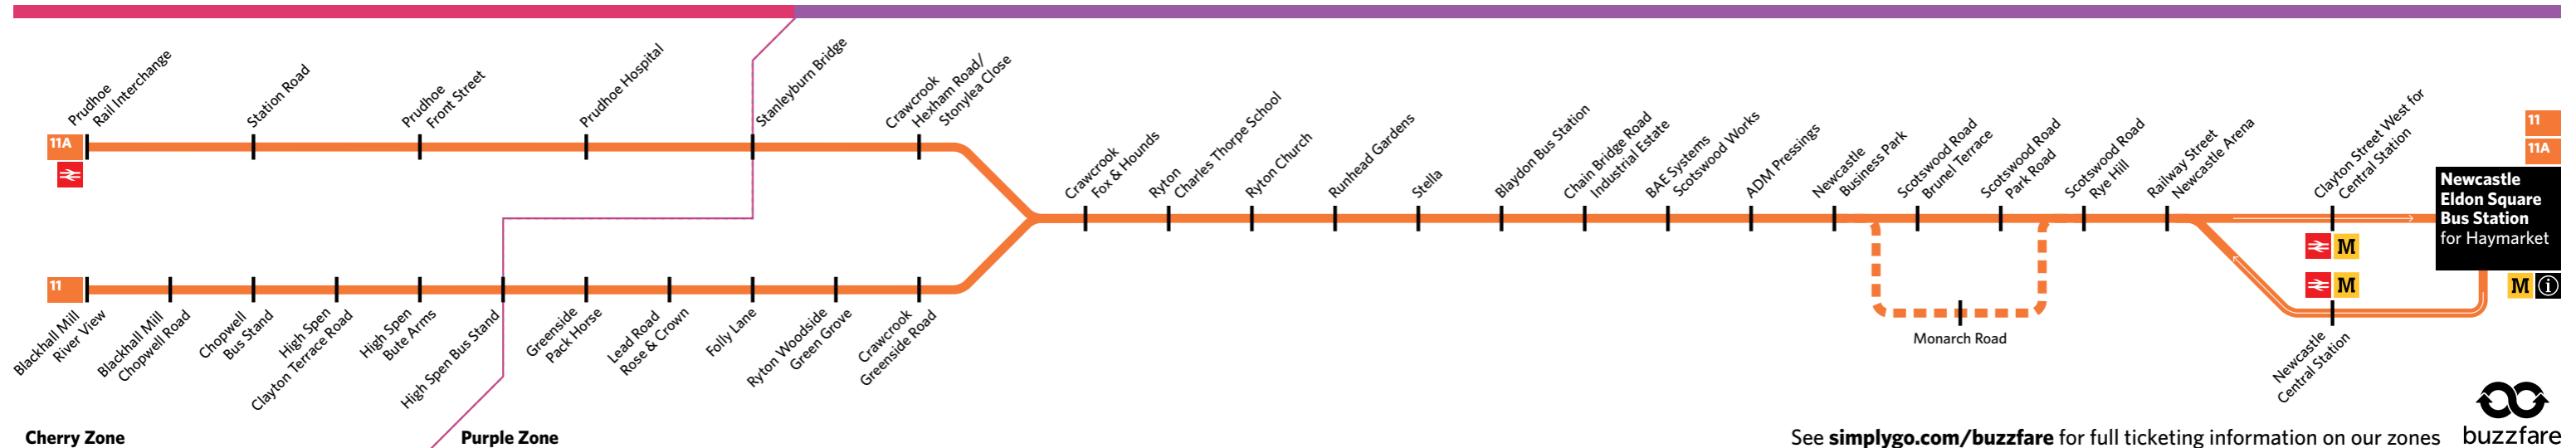 11A
Prudhoe
Rail Interchange
Station Road
Prudhoe
Front Street
Prudhoe Hospital
Stanleyburn Bridge
Crawcrook
Hexham Road/
Stonylea Close
11
Blackhall Mill
River View
Blackhall Mill
Chopwell Road
Chopwell
Bus Stand
High Spen
Clayton Terrace Road
High Spen
Bute Arms
High Spen Bus Stand
Greenside
Pack Horse
Lead Road
Rose & Crown
Folly Lane
Ryton Woodside
Green Grove
Crawcrook
Greenside Road
Crawcrook
Fox & Hounds
Ryton
Charles Thorpe School
Ryton Church
Runhead Gardens
Stella
Blaydon Bus Station
Chain Bridge Road
Industrial Estate
BAE Systems
Scotswood Works
ADM Pressings
Newcastle
Business Park
Scotswood Road
Brunel Terrace
Scotswood Road
Park Road
Monarch Road
Scotswood Road
Rye Hill
Railway Street
Newcastle Arena
Clayton Street West for
Central Station
M
M
Newcastle
Central Station
11
11A
Newcastle
Eldon Square
Bus Station
for Haymarket
M i
Cherry Zone
Purple Zone
See simplygo.com/buzzfare for full ticketing information on our zones
buzzfare